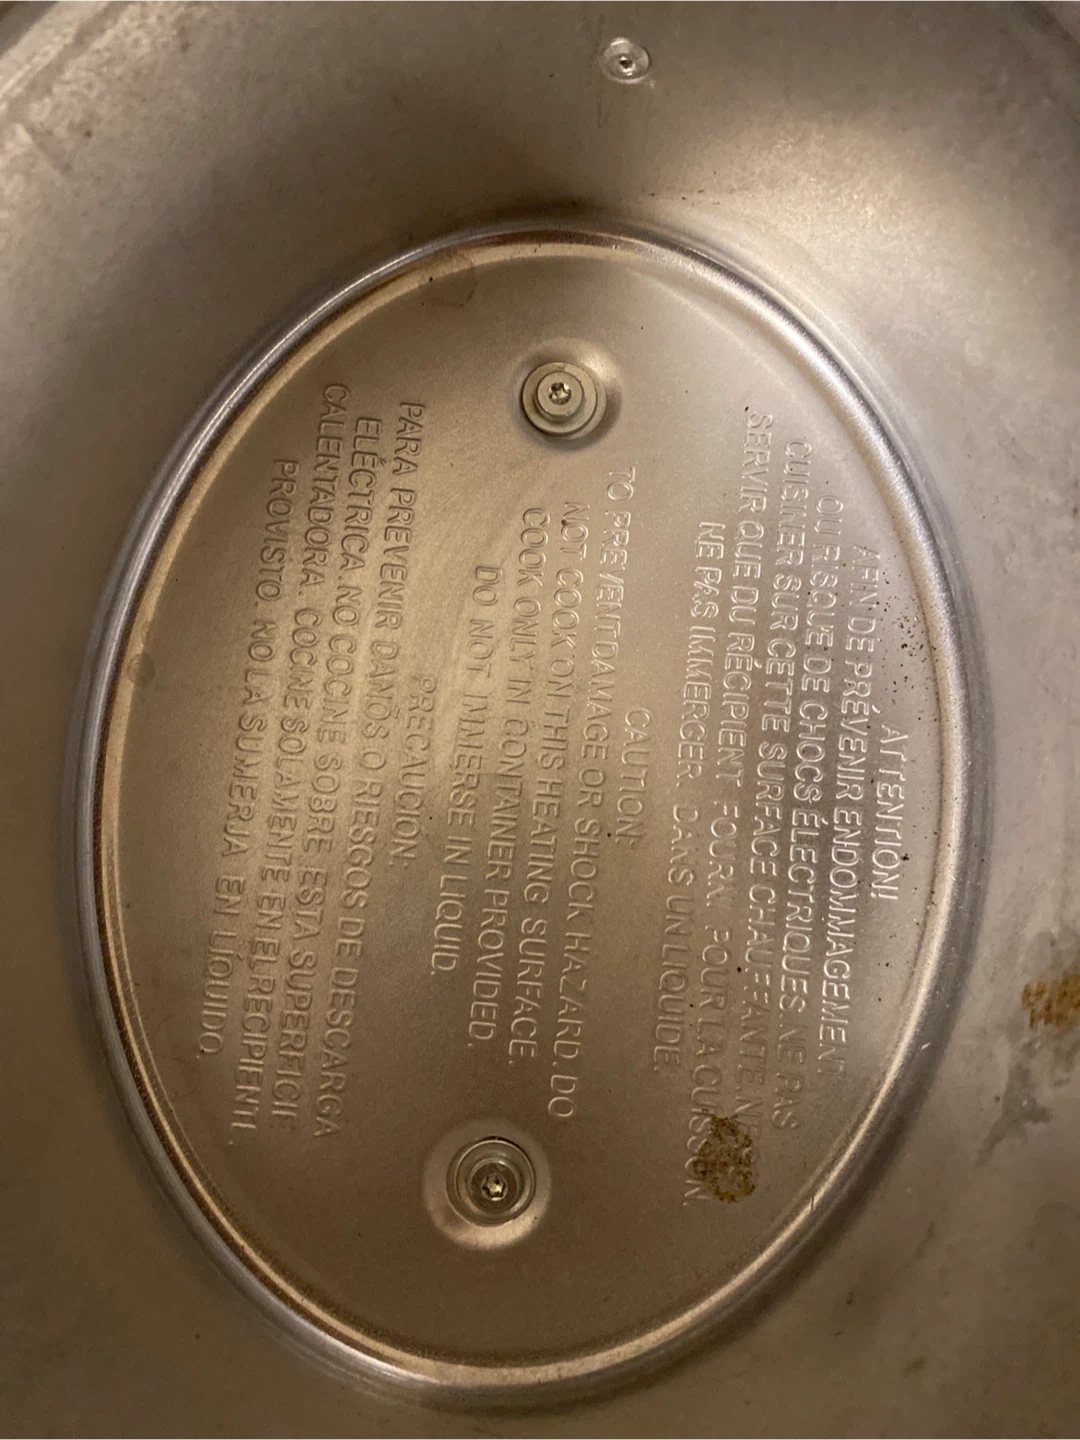 ATTENTION!
AFIN DE PRÉVENIR ENDOMMAGEMENT
OU RISQUE DE CHOCS ÉLECTRIQUES. NE PAS
CUISINER SUR CETTE SURFACE CHAUFFANTE NE
SERVIR QUE DU RÉCIPIENT FOURNI POUR LA CUISSON.
NE PAS IMMERGER DANS UN LIQUIDE.
CAUTION:
TO PREVENT DAMAGE OR SHOCK HAZARD. DO
NOT COOK ON THIS HEATING SURFACE.
COOK ONLY IN CONTAINER PROVIDED.
DO NOT IMMERSE IN LIQUID.
PRECAUCIÓN:
PARA PREVENIR DAÑOS O RIESGOS DE DESCARGA
ELÉCTRICA. NO COCINE SOBRE ESTA SUPERFICIE
CALENTADORA. COCINE SOLAMENTE EN EL RECIPIENTE
PROVISTO. NO LA SUMERJA EN LÍQUIDO.